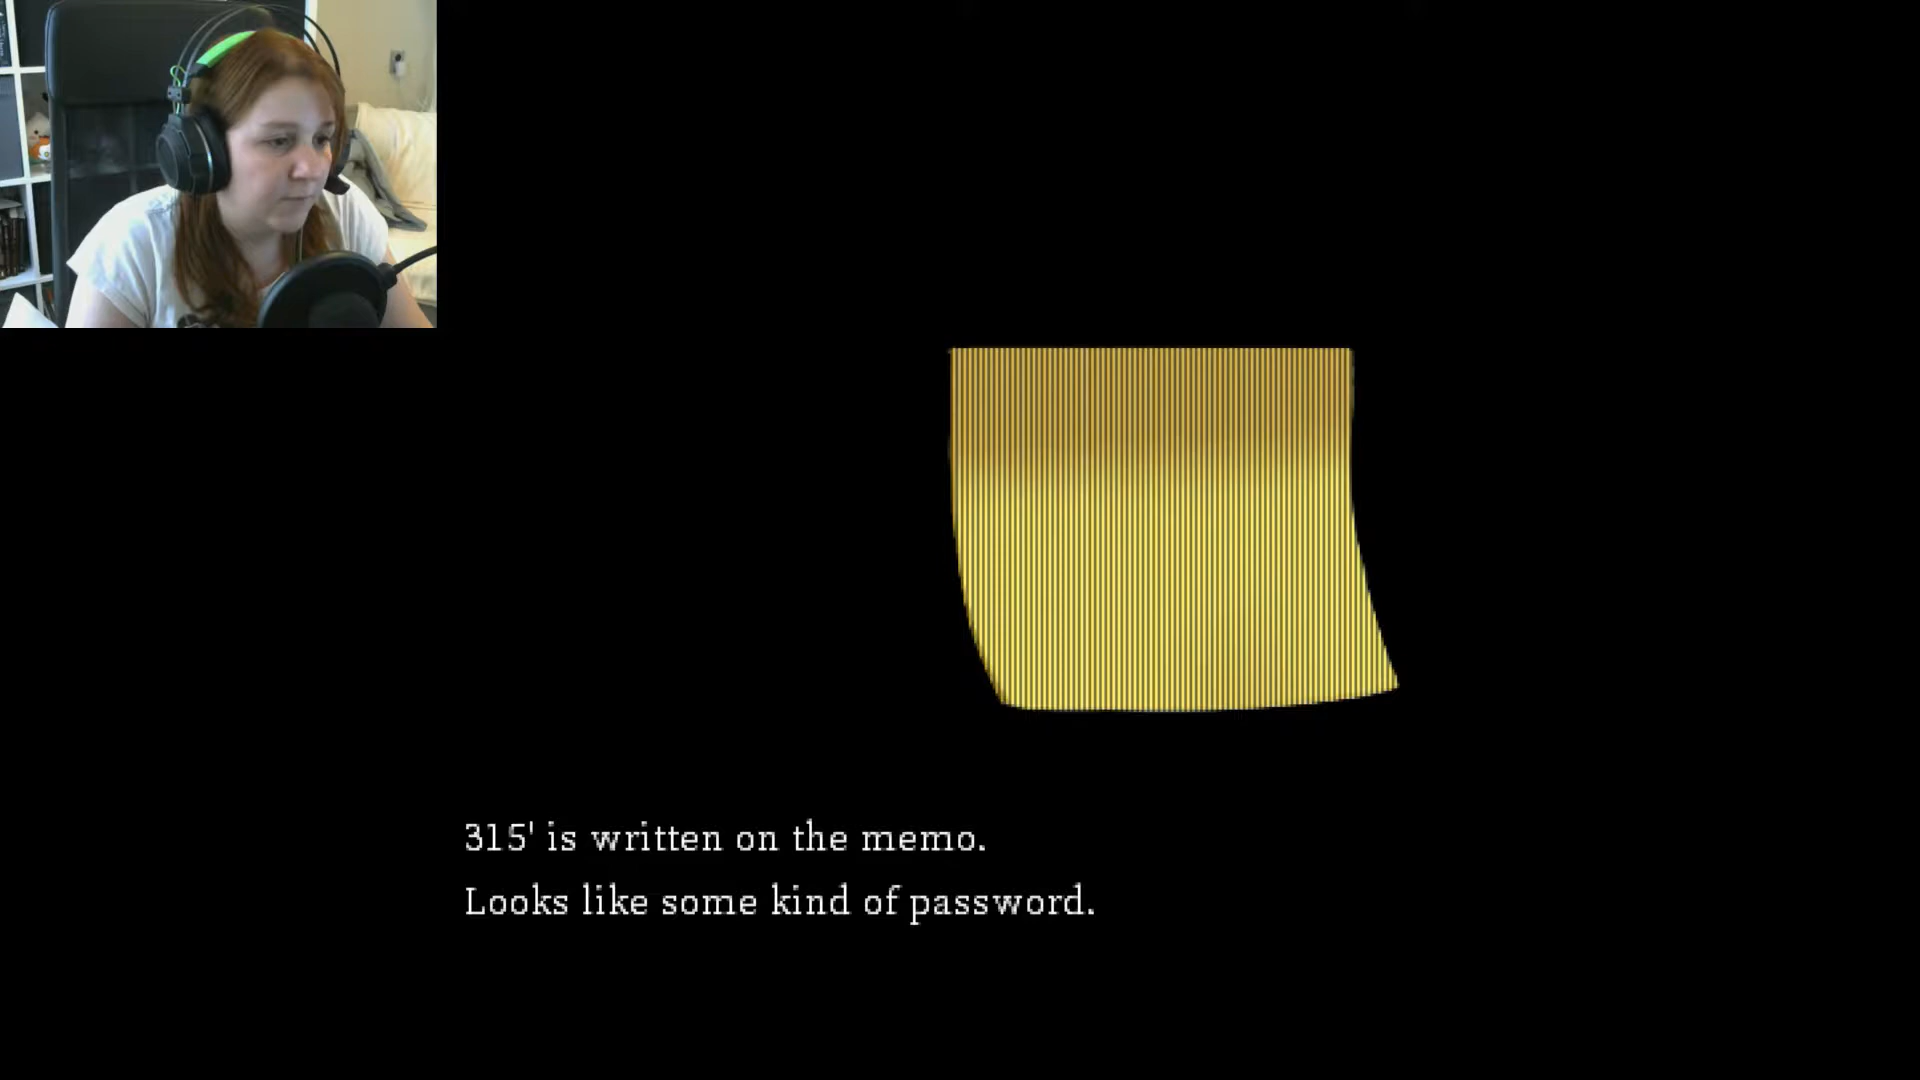 315' is written on the memo.
Looks like some kind of password.